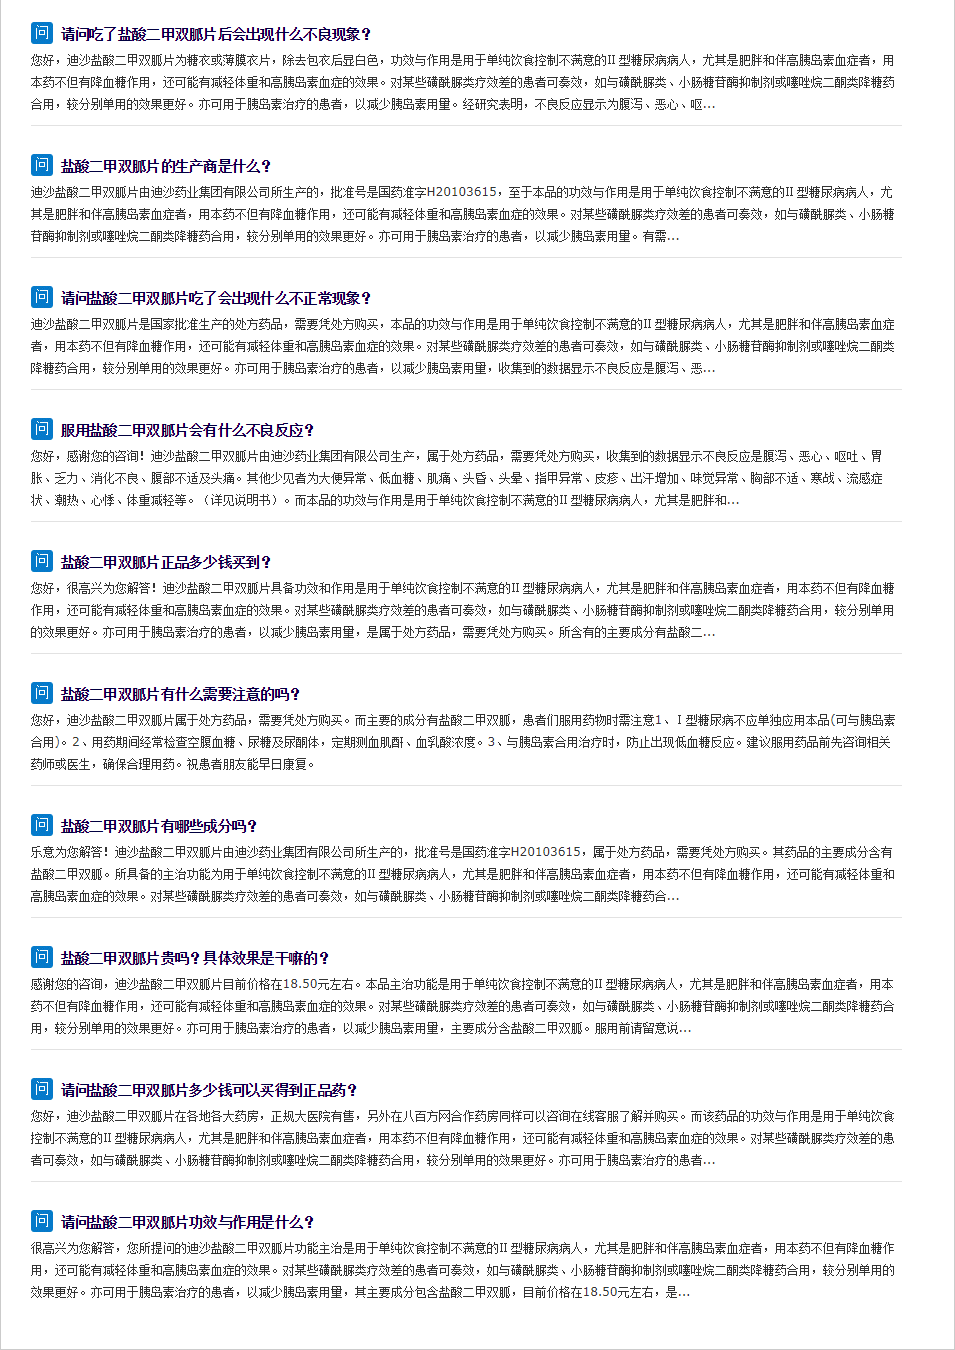 问 请问吃了盐酸二甲双胍片后会出现什么不良现象?
您好，迪沙盐酸二甲双胍片为糖衣或薄膜衣片，除去包衣后显白色，功效与作用是用于单纯饮食控制不满意的II 型糖尿病病人，尤其是肥胖和伴高胰岛素血症者，用
本药不但有降血糖作用，还可能有减轻体重和高胰岛素血症的效果。对某些磺酰脲类疗效差的患者可奏效，如与磺酰脲类、小肠糖苷酶抑制剂或噻唑烷二酮类降糖药
合用，较分别单用的效果更好。亦可用于胰岛素治疗的患者，以减少胰岛素用量。经研究表明，不良反应显示为腹泻、恶心、呕...
问 盐酸二甲双胍片的生产商是什么?
迪沙盐酸二甲双胍片由迪沙药业集团有限公司所生产的，批准号是国药准字H20103615，至于本品的功效与作用是用于单纯饮食控制不满意的II 型糖尿病病人，尤
其是肥胖和伴高胰岛素血症者，用本药不但有降血糖作用，还可能有减轻体重和高胰岛素血症的效果。对某些磺酰脲类疗效差的患者可奏效，如与磺酰脲类、小肠糖
苷酶抑制剂或噻唑烷二酮类降糖药合用，较分别单用的效果更好。亦可用于胰岛素治疗的患者，以减少胰岛素用量。有需...
问 请问盐酸二甲双胍片吃了会出现什么不正常现象?
迪沙盐酸二甲双胍片是国家批准生产的处方药品，需要凭处方购买，本品的功效与作用是用于单纯饮食控制不满意的II 型糖尿病病人，尤其是肥胖和伴高胰岛素血症
者，用本药不但有降血糖作用，还可能有减轻体重和高胰岛素血症的效果。对某些磺酰脲类疗效差的患者可奏效，如与磺酰脲类、小肠糖苷酶抑制剂或噻唑烷二酮类
降糖药合用，较分别单用的效果更好。亦可用于胰岛素治疗的患者，以减少胰岛素用量，收集到的数据显示不良反应是腹泻、恶...
问 服用盐酸二甲双胍片会有什么不良反应?
您好，感谢您的咨询！迪沙盐酸二甲双胍片由迪沙药业集团有限公司生产，属于处方药品，需要凭处方购买，收集到的数据显示不良反应是腹泻、恶心、呕吐、胃
胀、乏力、消化不良、腹部不适及头痛。其他少见者为大便异常、低血糖、肌痛、头昏、头晕、指甲异常、皮疹、出汗增加、味觉异常、胸部不适、寒战、流感症
状、潮热、心悸、体重减轻等。（详见说明书）。而本品的功效与作用是用于单纯饮食控制不满意的II 型糖尿病病人，尤其是肥胖和...
问 盐酸二甲双胍片正品多少钱买到?
您好，很高兴为您解答！迪沙盐酸二甲双胍片具备功效和作用是用于单纯饮食控制不满意的II 型糖尿病病人，尤其是肥胖和伴高胰岛素血症者，用本药不但有降血糖
作用，还可能有减轻体重和高胰岛素血症的效果。对某些磺酰脲类疗效差的患者可奏效，如与磺酰脲类、小肠糖苷酶抑制剂或噻唑烷二酮类降糖药合用，较分别单用
的效果更好。亦可用于胰岛素治疗的患者，以减少胰岛素用量，是属于处方药品，需要凭处方购买。所含有的主要成分有盐酸二...
问 盐酸二甲双胍片有什么需要注意的吗?
您好，迪沙盐酸二甲双胍片属于处方药品，需要凭处方购买。而主要的成分有盐酸二甲双胍，患者们服用药物时需注意1、Ⅰ型糖尿病不应单独应用本品(可与胰岛素
合用)。2、用药期间经常检查空腹血糖、尿糖及尿酮体，定期测血肌酐、血乳酸浓度。3、与胰岛素合用治疗时，防止出现低血糖反应。建议服用药品前先咨询相关
药师或医生，确保合理用药。祝患者朋友能早日康复。
问 盐酸二甲双胍片有哪些成分吗?
乐意为您解答！迪沙盐酸二甲双胍片由迪沙药业集团有限公司所生产的，批准号是国药准字H20103615，属于处方药品，需要凭处方购买。其药品的主要成分含有
盐酸二甲双胍。所具备的主治功能为用于单纯饮食控制不满意的II 型糖尿病病人，尤其是肥胖和伴高胰岛素血症者，用本药不但有降血糖作用，还可能有减轻体重和
高胰岛素血症的效果。对某些磺酰脲类疗效差的患者可奏效，如与磺酰脲类、小肠糖苷酶抑制剂或噻唑烷二酮类降糖药合...
问 盐酸二甲双胍片贵吗？具体效果是干嘛的?
感谢您的咨询，迪沙盐酸二甲双胍片目前价格在18.50元左右。本品主治功能是用于单纯饮食控制不满意的II 型糖尿病病人，尤其是肥胖和伴高胰岛素血症者，用本
药不但有降血糖作用，还可能有减轻体重和高胰岛素血症的效果。对某些磺酰脲类疗效差的患者可奏效，如与磺酰脲类、小肠糖苷酶抑制剂或噻唑烷二酮类降糖药合
用，较分别单用的效果更好。亦可用于胰岛素治疗的患者，以减少胰岛素用量，主要成分含盐酸二甲双胍。服用前请留意说...
问 请问盐酸二甲双胍片多少钱可以买得到正品药?
您好，迪沙盐酸二甲双胍片在各地各大药房，正规大医院有售，另外在八百方网合作药房同样可以咨询在线客服了解并购买。而该药品的功效与作用是用于单纯饮食
控制不满意的II 型糖尿病病人，尤其是肥胖和伴高胰岛素血症者，用本药不但有降血糖作用，还可能有减轻体重和高胰岛素血症的效果。对某些磺酰脲类疗效差的患
者可奏效，如与磺酰脲类、小肠糖苷酶抑制剂或噻唑烷二酮类降糖药合用，较分别单用的效果更好。亦可用于胰岛素治疗的患者...
问 请问盐酸二甲双胍片功效与作用是什么?
很高兴为您解答，您所提问的迪沙盐酸二甲双胍片功能主治是用于单纯饮食控制不满意的II 型糖尿病病人，尤其是肥胖和伴高胰岛素血症者，用本药不但有降血糖作
用，还可能有减轻体重和高胰岛素血症的效果。对某些磺酰脲类疗效差的患者可奏效，如与磺酰脲类、小肠糖苷酶抑制剂或噻唑烷二酮类降糖药合用，较分别单用的
效果更好。亦可用于胰岛素治疗的患者，以减少胰岛素用量，其主要成分包含盐酸二甲双胍，目前价格在18.50元左右，是...